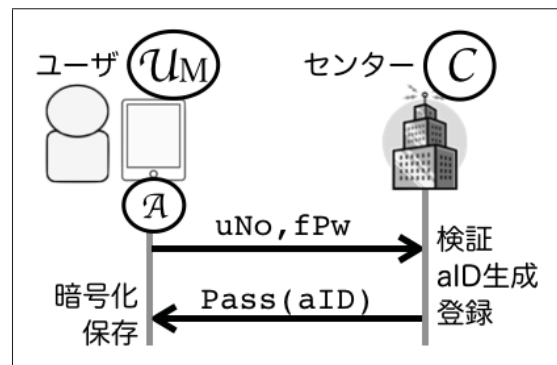 ユーザ 𝒰M
センター C
𝒜
uNo,fPw
検証
aID生成
登録
暗号化
保存
Pass(aID)